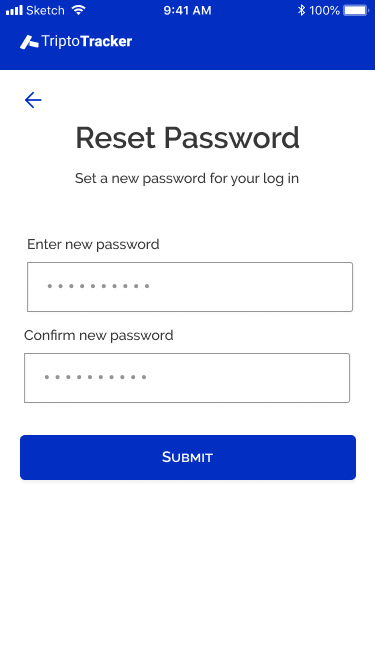 Sketch 9:41 AM 100%
TriptoTracker
Reset Password
Set a new password for your log in
Enter new password
Confirm new password
Submit